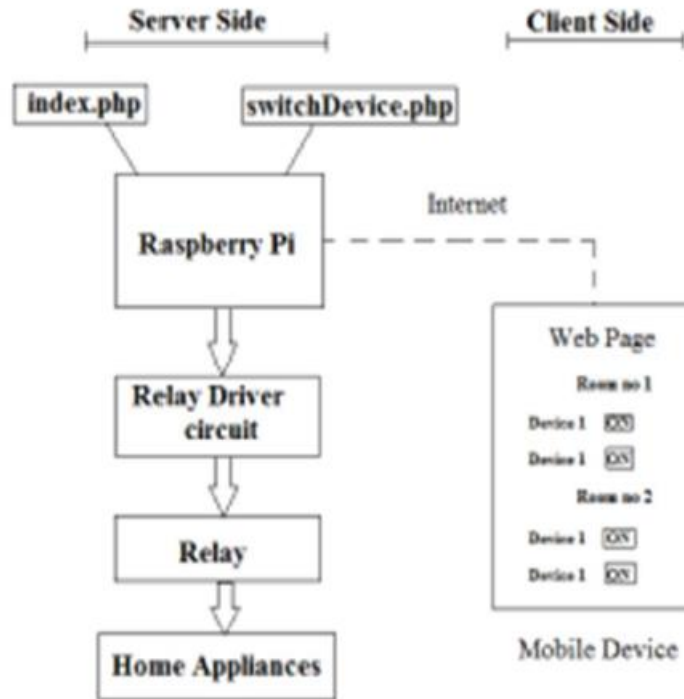 Server Side
Client Side
index.php
switchDevice.php
Raspberry Pi
Internet
Relay Driver
circuit
Relay
Home Appliances
Web Page
Room no 1
Device 1 ON
Device 1 ON
Room no 2
Device 1 ON
Device 1 ON
Mobile Device